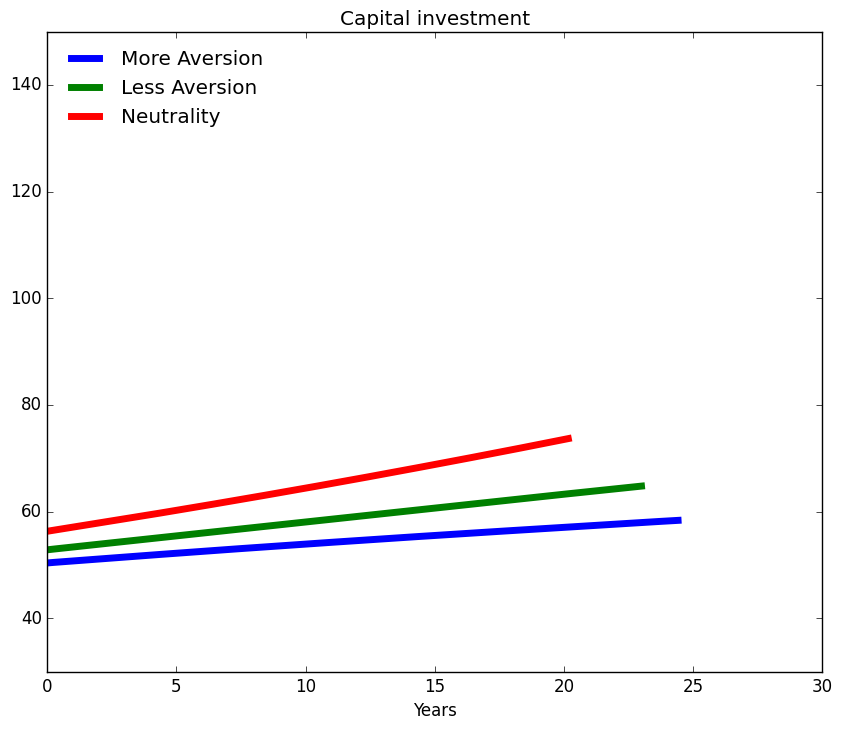 Capital investment
More Aversion
Less Aversion
Neutrality
140
120
100
80
60
40
0 5 10 15 20 25 30
Years